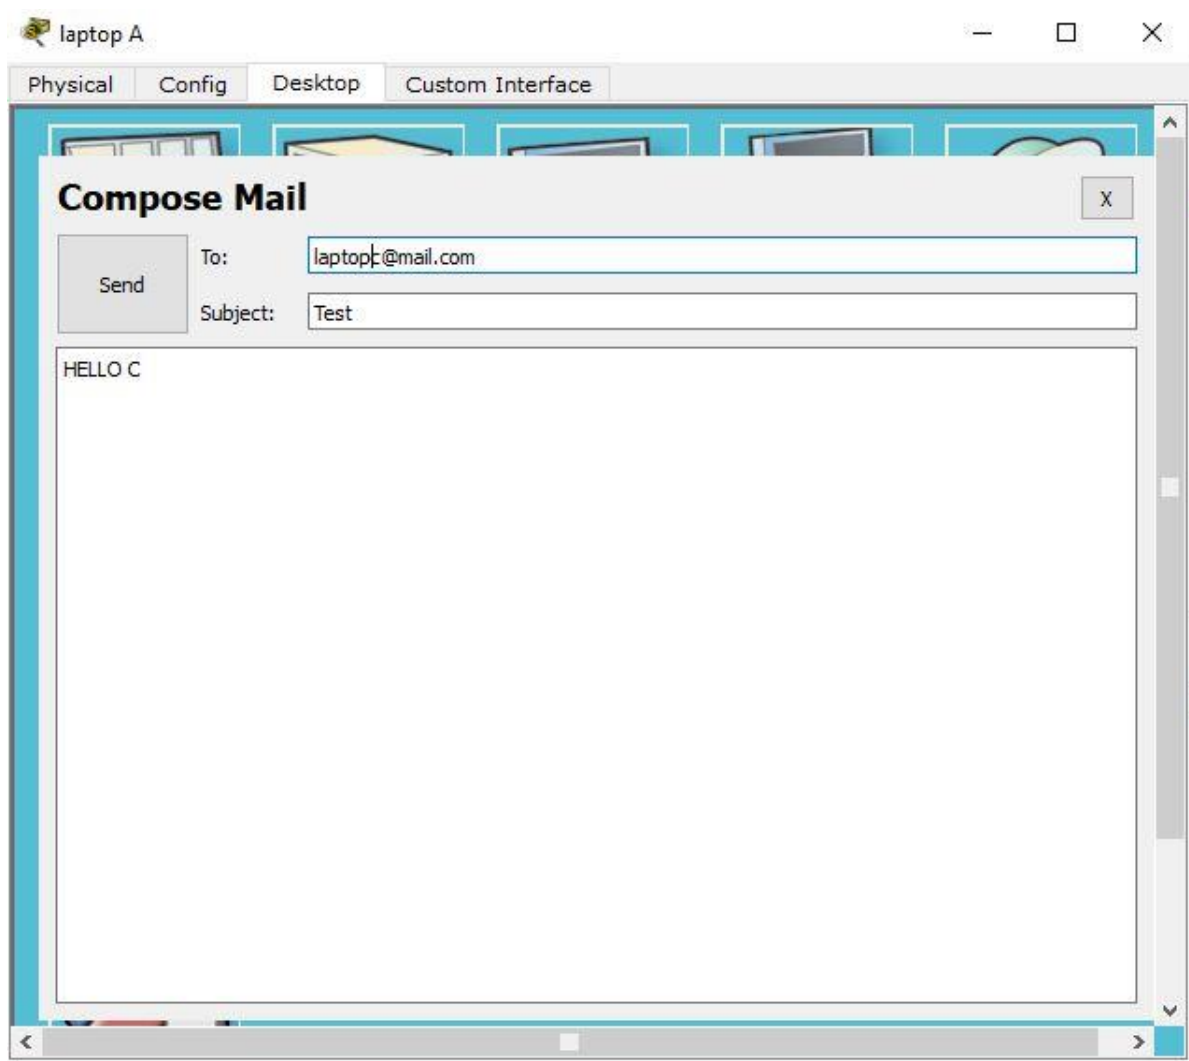 laptop A
Physical Config Desktop Custom Interface
Compose Mail X
Send
To: laptopc@mail.com
Subject: Test
HELLO C